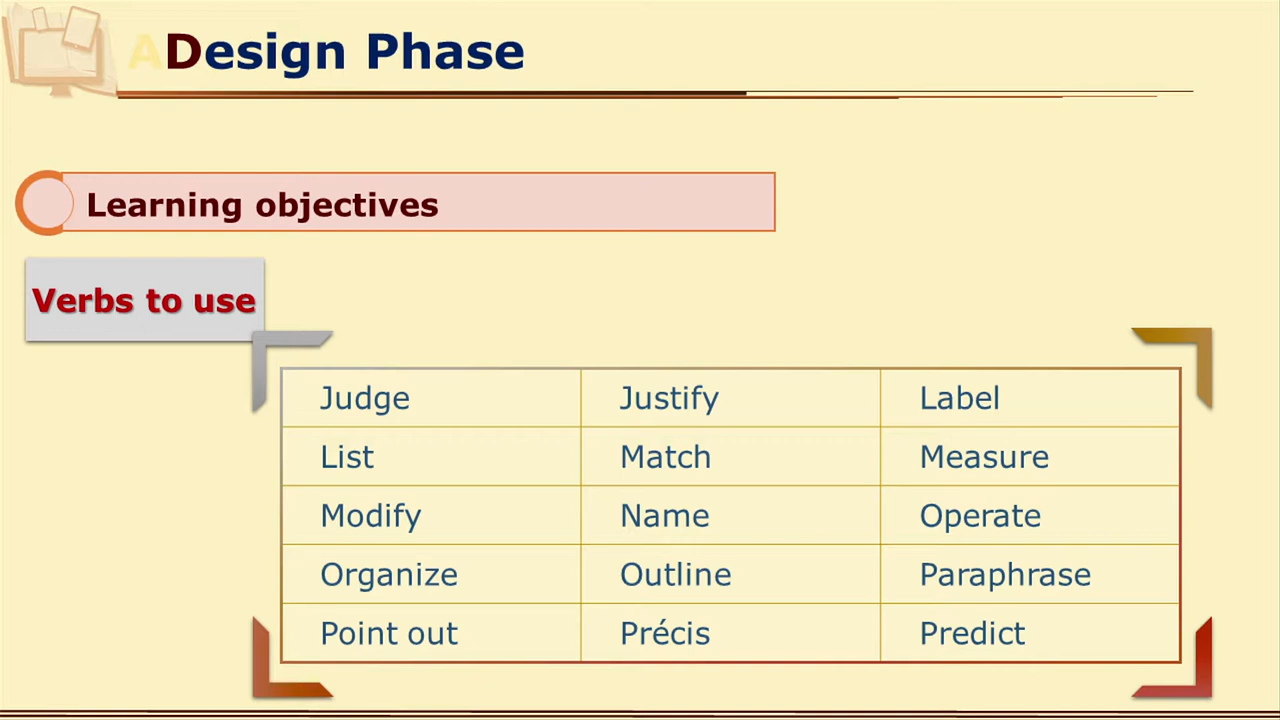 ADesign Phase
Learning objectives
Verbs to use
Judge Justify Label
List Match Measure
Modify Name Operate
Organize Outline Paraphrase
Point out Précis Predict